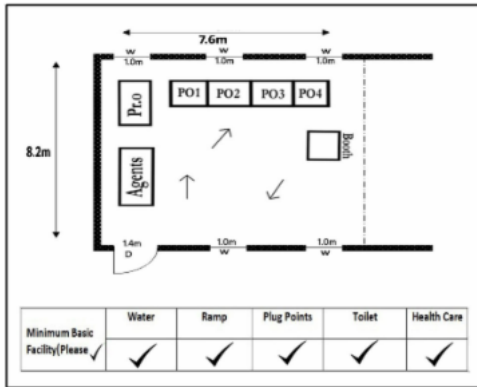 7.6m
W W W
1.0m 1.0m 1.0m
Pr.O
PO1 PO2 PO3 PO4
8.2m
Booth
Agents
1.4m 1.0m 1.0m
D W W
Water Ramp Plug Points Toilet Health Care
Minimum Basic
Facility(Please ✓ ✓ ✓ ✓ ✓ ✓